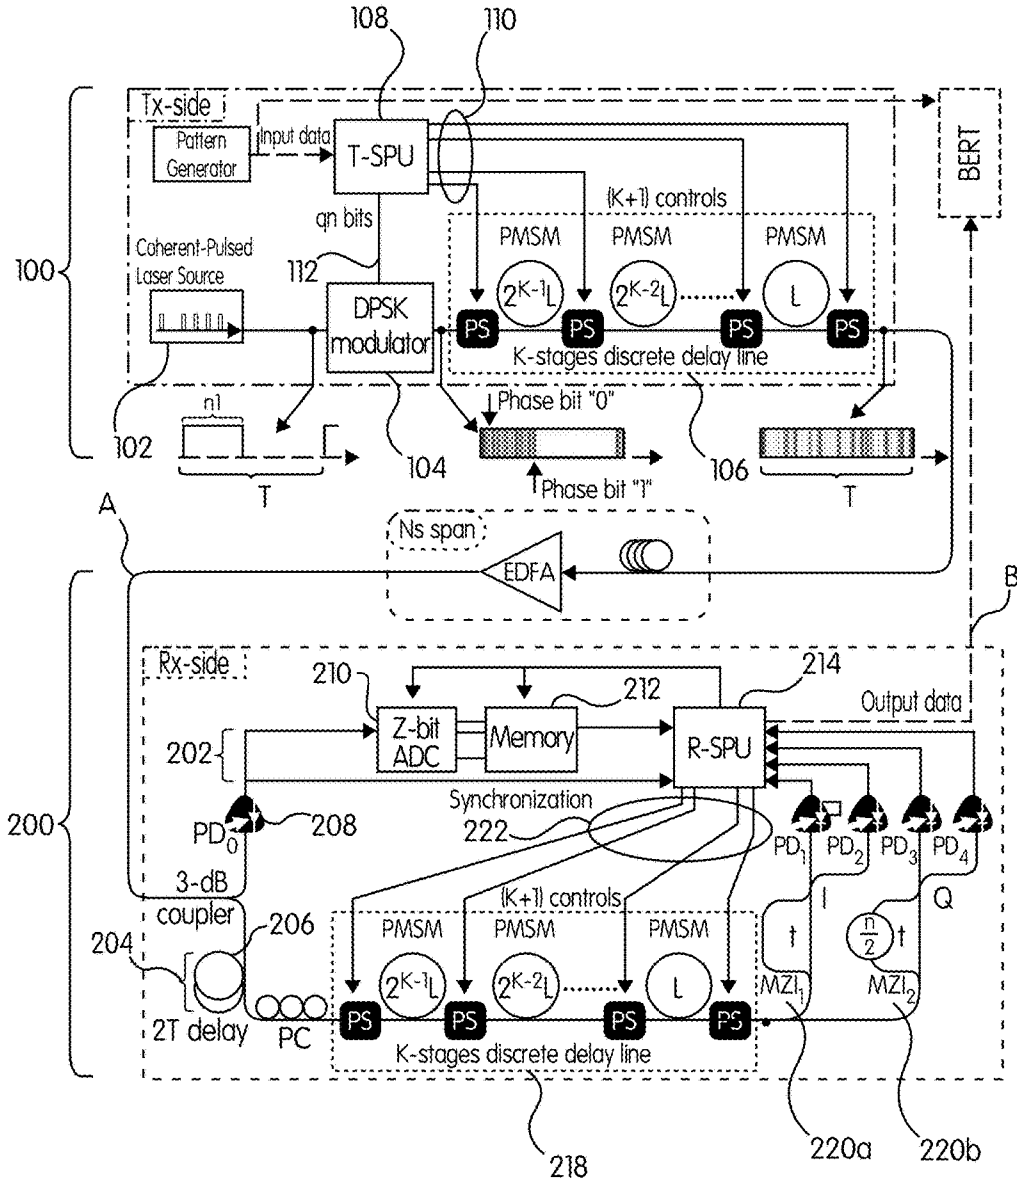 108
110
Tx-side
Pattern
Generator
Input data
T-SPU
BERT
(K+1) controls
qn bits
100
112
Coherent-Pulsed
Laser Source
DPSK
modulator
PMSM
PMSM
PMSM
PS
2^{K-1}L
PS
2^{K-2}L
........
PS
L
PS
K-stages discrete delay line
n1
T
102
104
Phase bit "0"
Phase bit "1"
106
T
A
Ns span
EDFA
B
Rx-side
210
212
214
Output data
202
Z-bit
ADC
Memory
R-SPU
Synchronization
200
PD0
208
222
PD1
PD2
PD3
PD4
3-dB
coupler
(K+1) controls
I
Q
204
206
PMSM
PMSM
PMSM
t
n/2
t
2^{K-1}L
2^{K-2}L
........
L
MZI1
MZI2
2T delay
PC
PS
PS
PS
PS
K-stages discrete delay line
218
220a
220b